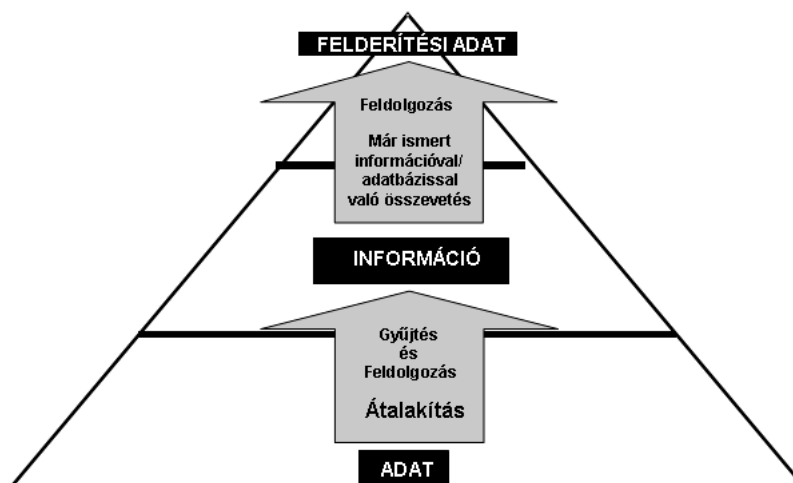 FELDERÍTÉSI ADAT
Feldolgozás
Már ismert
információval/
adatbázissal
való összevetés
INFORMÁCIÓ
Gyűjtés
és
Feldolgozás
Átalakítás
ADAT